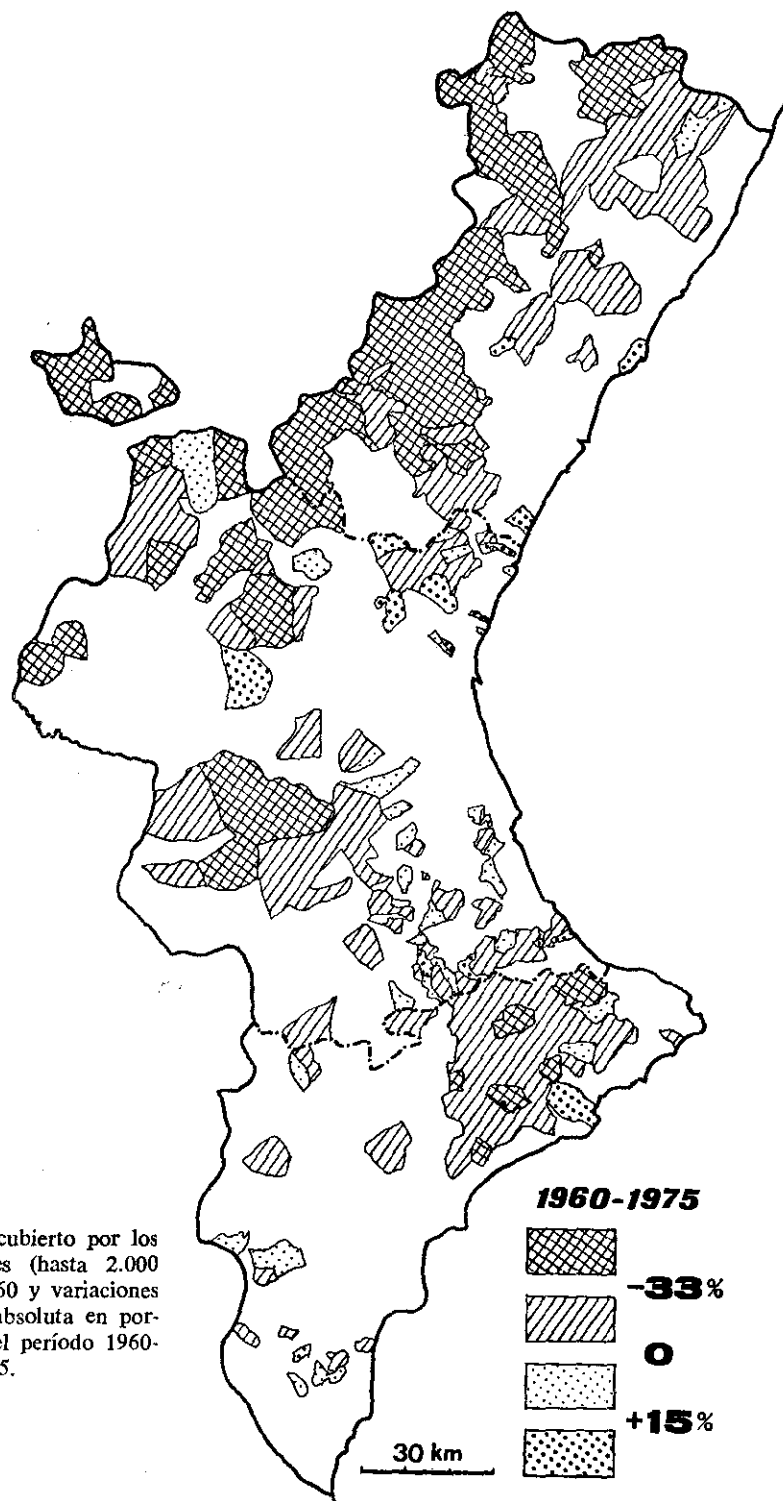 cubierto por los
es (hasta 2.000
60 y variaciones
absoluta en por-
el período 1960-
5.
1960-1975
-33%
0
+15%
30 km